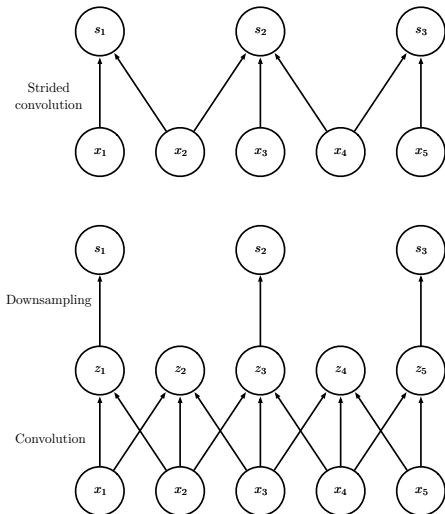 s₁ s₂ s₃
Strided
convolution
x₁ x₂ x₃ x₄ x₅
s₁ s₂ s₃
Downsampling
z₁ z₂ z₃ z₄ z₅
Convolution
x₁ x₂ x₃ x₄ x₅